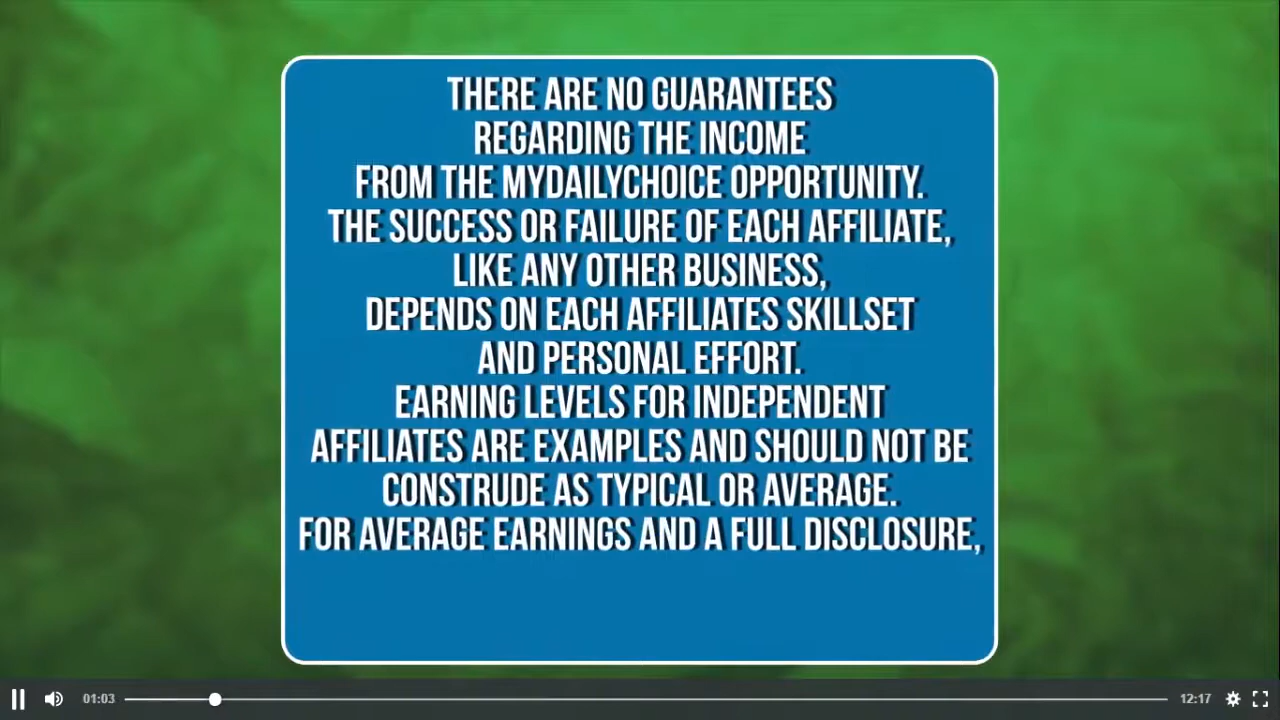 THERE ARE NO GUARANTEES
REGARDING THE INCOME
FROM THE MYDAILYCHOICE OPPORTUNITY.
THE SUCCESS OR FAILURE OF EACH AFFILIATE,
LIKE ANY OTHER BUSINESS,
DEPENDS ON EACH AFFILIATES SKILLSET
AND PERSONAL EFFORT.
EARNING LEVELS FOR INDEPENDENT
AFFILIATES ARE EXAMPLES AND SHOULD NOT BE
CONSTRUDE AS TYPICAL OR AVERAGE.
FOR AVERAGE EARNINGS AND A FULL DISCLOSURE,
01:03
12:17